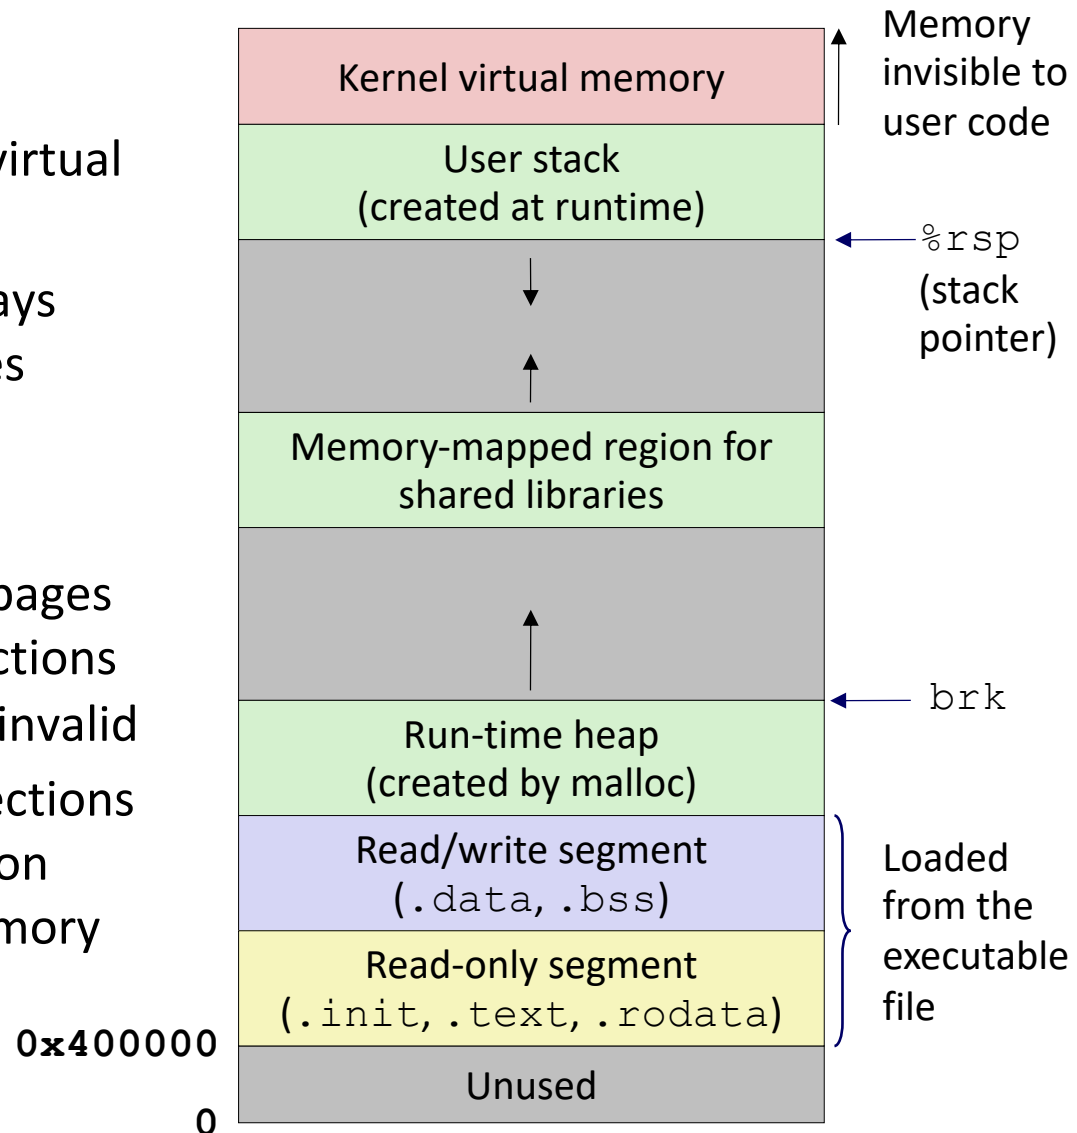 virtual
ays
es
pages
ctions
invalid
ections
on
mory
Kernel virtual memory
User stack
(created at runtime)
Memory-mapped region for
shared libraries
Run-time heap
(created by malloc)
Read/write segment
(.data, .bss)
Read-only segment
(.init, .text, .rodata)
Unused
0x400000
0
Memory
invisible to
user code
%rsp
(stack
pointer)
brk
Loaded
from the
executable
file